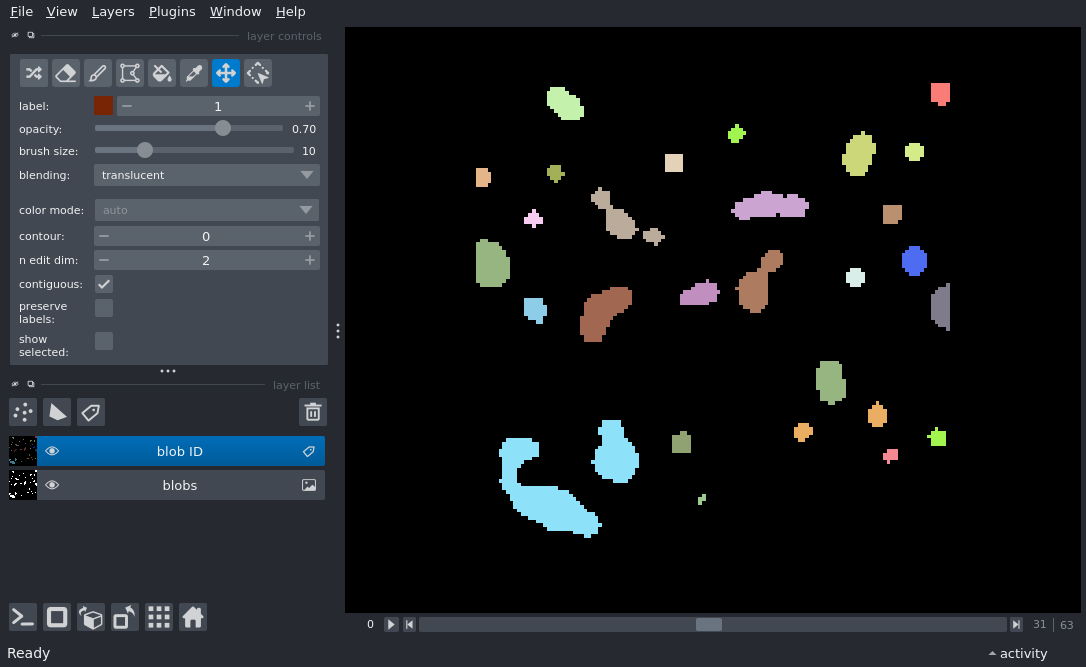 File View Layers Plugins Window Help
layer controls
label: 1
opacity: 0.70
brush size: 10
blending: translucent
color mode: auto
contour: 0
n edit dim: 2
contiguous:
preserve
labels:
show
selected:
layer list
blob ID
blobs
0 31 63
Ready activity